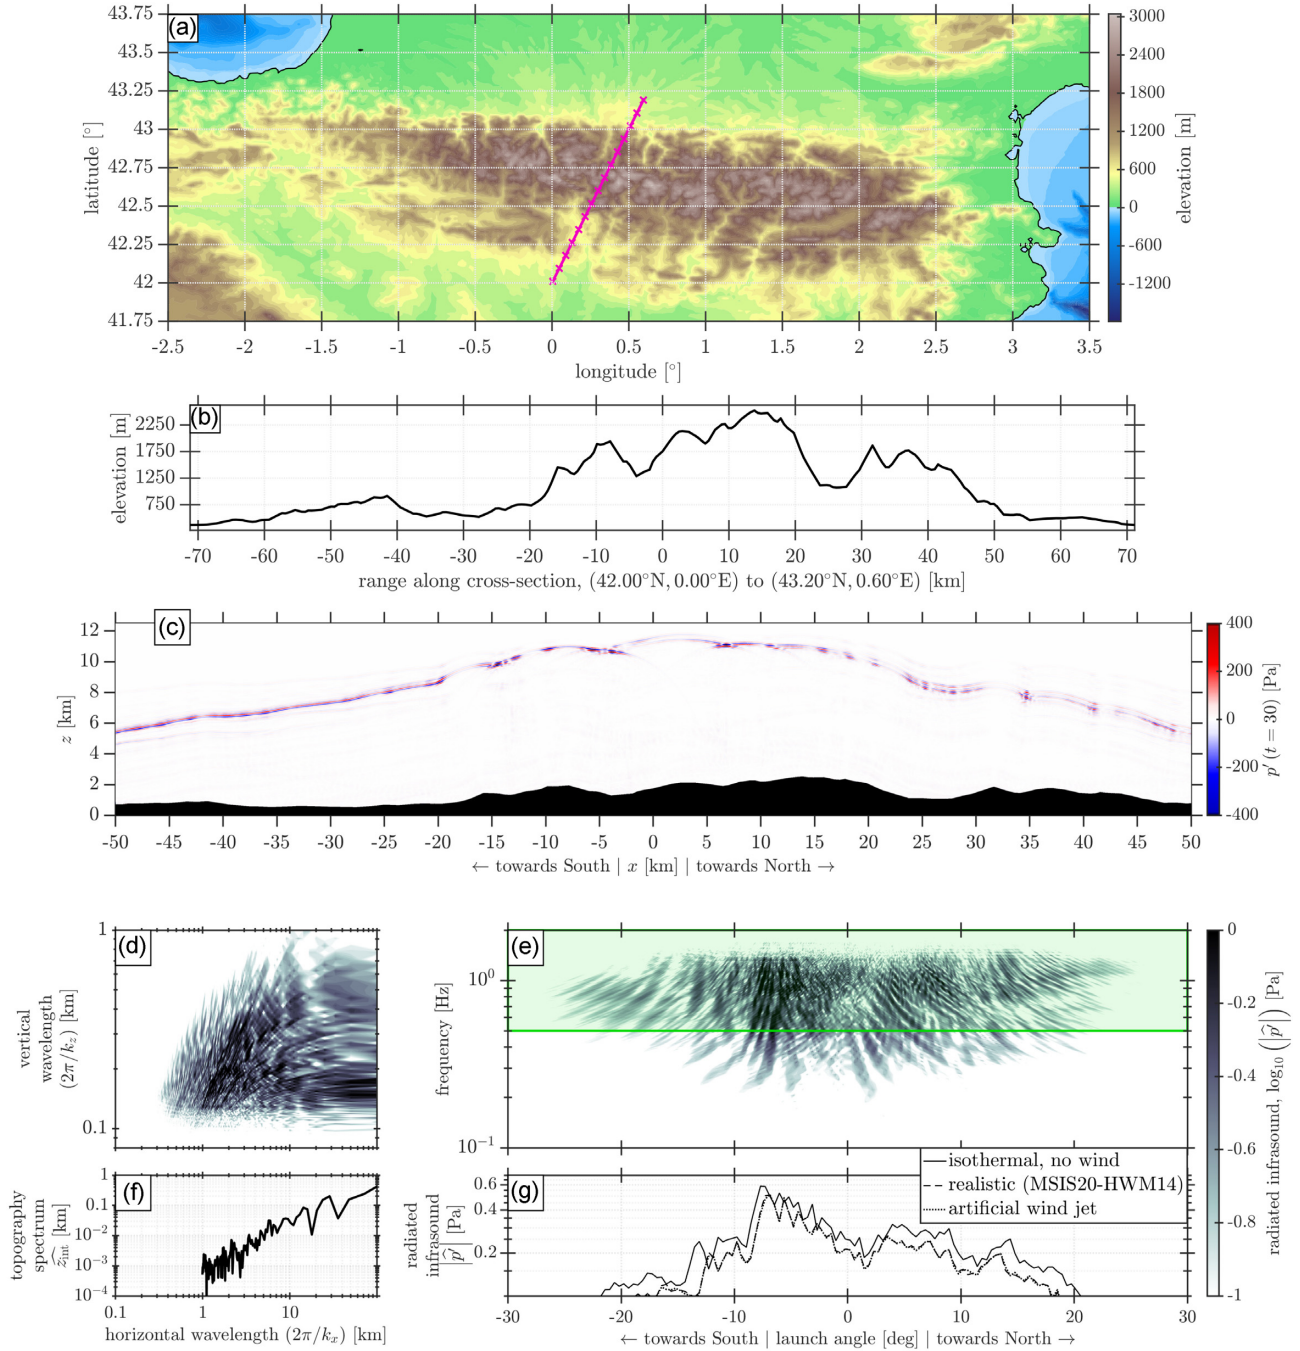 (a)
43.75
43.5
43.25
43
42.75
42.5
42.25
42
41.75
latitude [°]
-2.5 -2 -1.5 -1 -0.5 0 0.5 1 1.5 2 2.5 3 3.5
longitude [°]
3000
2400
1800
1200
600
0
-600
-1200
elevation [m]
(b)
2250
1750
1250
750
elevation [m]
-70 -60 -50 -40 -30 -20 -10 0 10 20 30 40 50 60 70
range along cross-section, (42.00°N, 0.00°E) to (43.20°N, 0.60°E) [km]
(c)
12
10
8
6
4
2
0
z [km]
-50 -45 -40 -35 -30 -25 -20 -15 -10 -5 0 5 10 15 20 25 30 35 40 45 50
← towards South | x [km] | towards North →
400
200
0
-200
-400
p′ (t = 30) [Pa]
(d)
1
0.1
vertical
wavelength
(2π/k_z) [km]
(e)
10⁰
10⁻¹
frequency [Hz]
0
-0.2
-0.4
-0.6
-0.8
-1
radiated infrasound, log₁₀ (|p̂′|) [Pa]
(f)
1
0.1
10⁻²
10⁻³
10⁻⁴
topography
spectrum
ẑ_int [km]
0.1 1 10
horizontal wavelength (2π/k_x) [km]
(g)
isothermal, no wind
realistic (MSIS20-HWM14)
artificial wind jet
0.6
0.4
0.2
radiated
infrasound
|p̂′| [Pa]
-30 -20 -10 0 10 20 30
← towards South | launch angle [deg] | towards North →